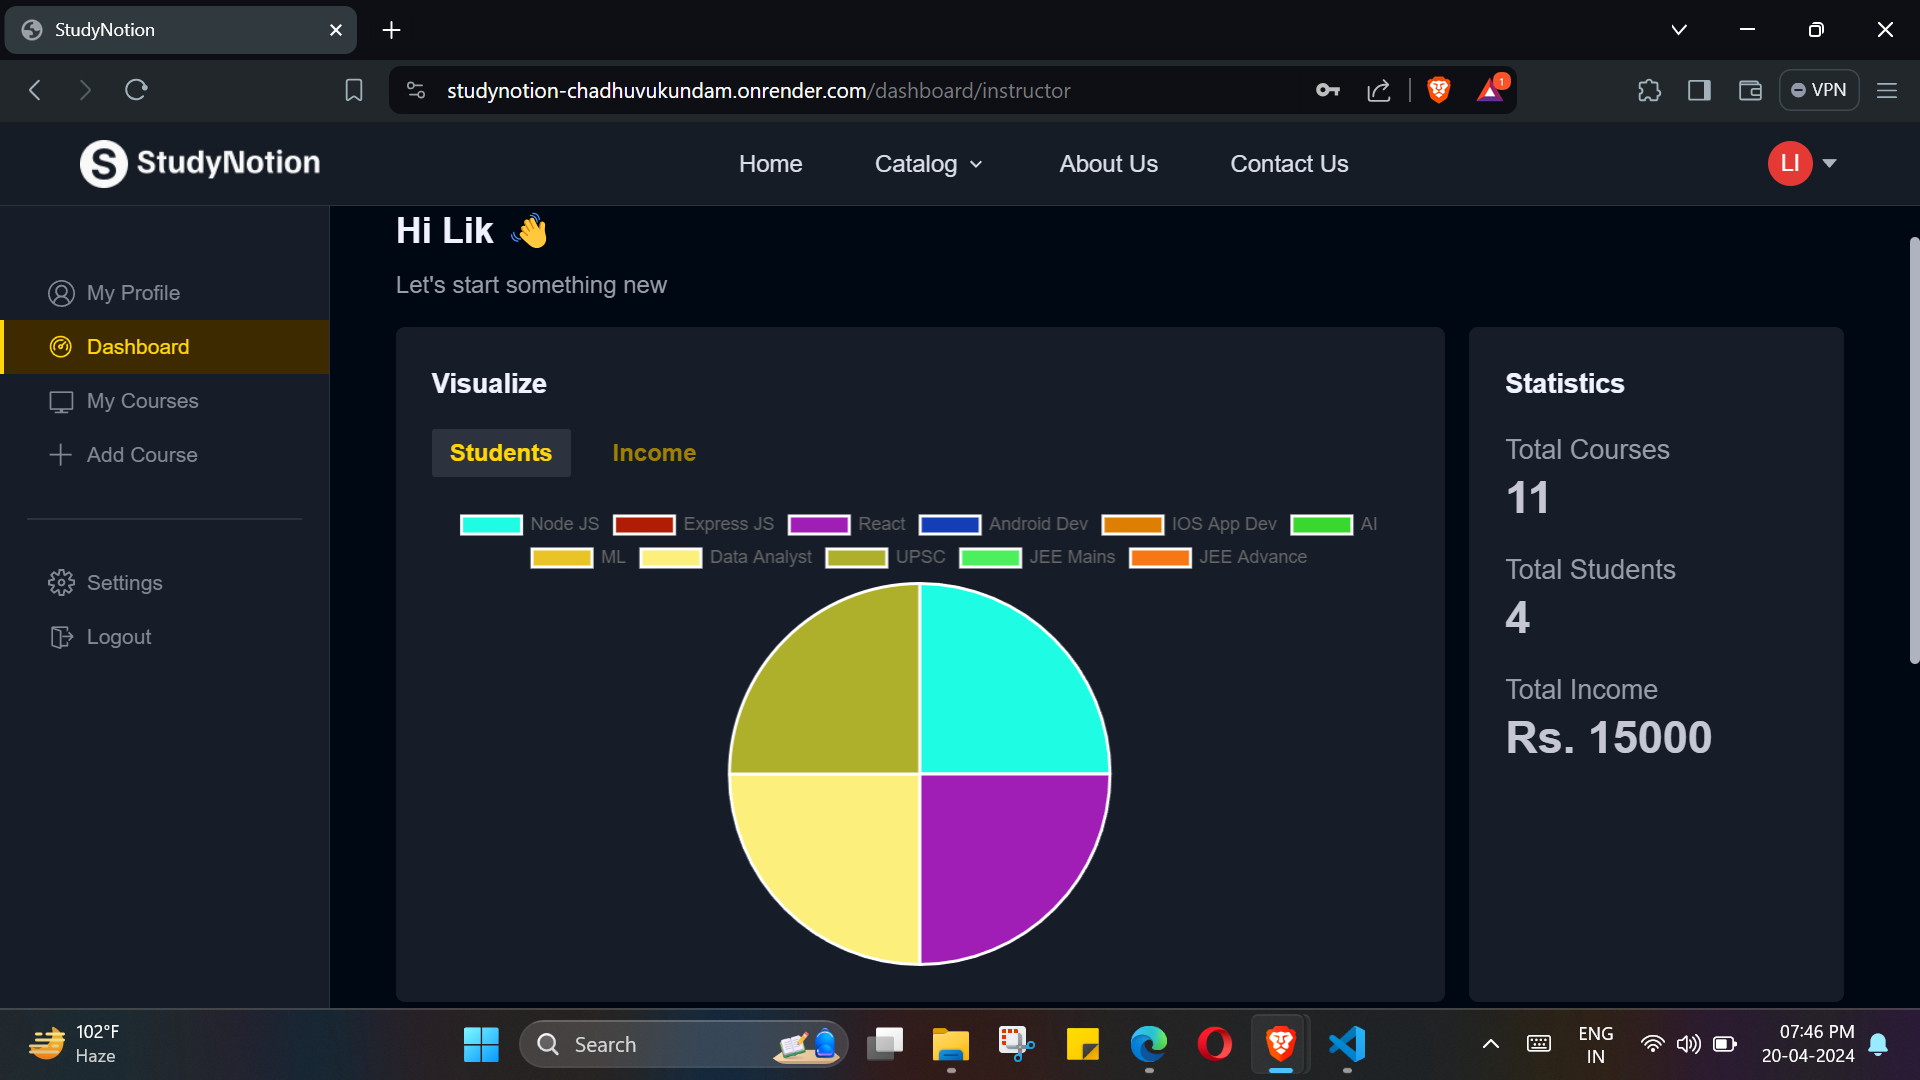 StudyNotion
studynotion-chadhuvukundam.onrender.com/dashboard/instructor
1
VPN
S StudyNotion
Home Catalog About Us Contact Us
LI
Hi Lik 👋
Let's start something new
My Profile
Dashboard
My Courses
Add Course
Settings
Logout
Visualize
Students Income
Node JS Express JS React Android Dev IOS App Dev AI
ML Data Analyst UPSC JEE Mains JEE Advance
Statistics
Total Courses
11
Total Students
4
Total Income
Rs. 15000
102°F
Haze
Search
ENG
IN
07:46 PM
20-04-2024